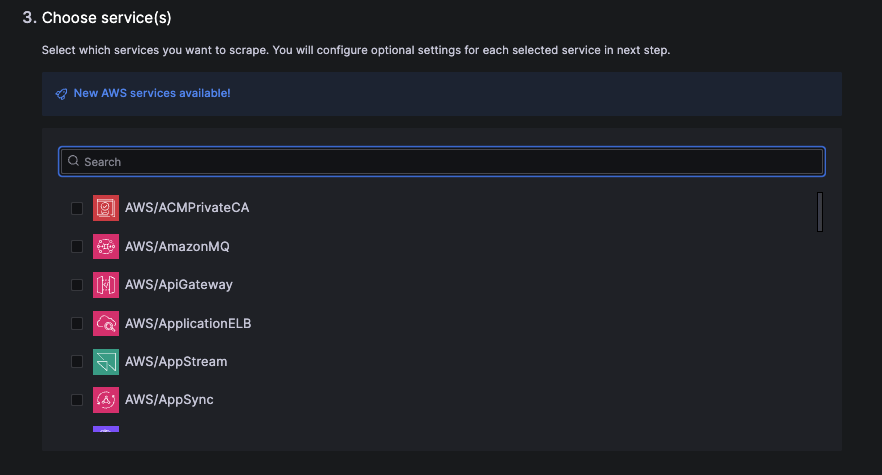 3. Choose service(s)
Select which services you want to scrape. You will configure optional settings for each selected service in next step.
New AWS services available!
Search
AWS/ACMPrivateCA
AWS/AmazonMQ
AWS/ApiGateway
AWS/ApplicationELB
AWS/AppStream
AWS/AppSync